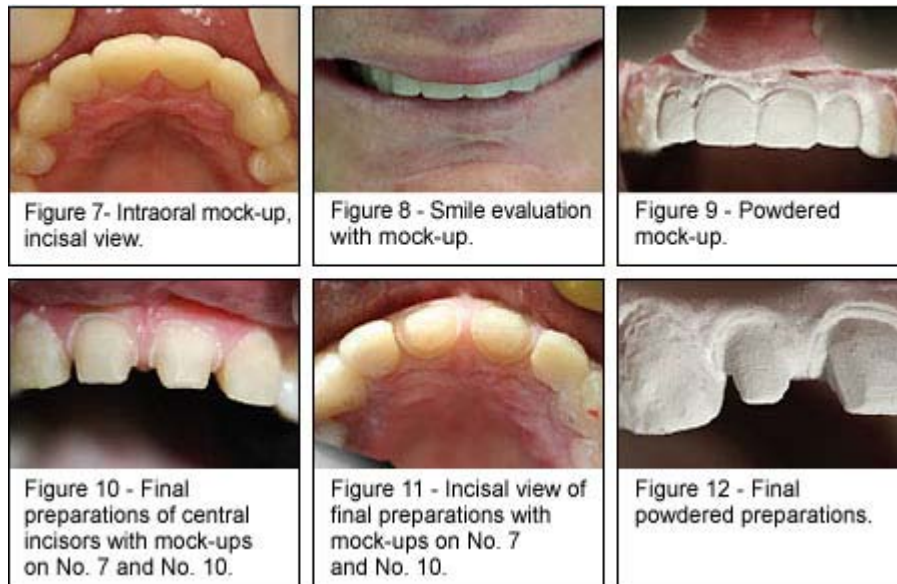 Figure 7- Intraoral mock-up,
incisal view.
Figure 8 - Smile evaluation
with mock-up.
Figure 9 - Powdered
mock-up.
Figure 10 - Final
preparations of central
incisors with mock-ups
on No. 7 and No. 10.
Figure 11 - Incisal view of
final preparations with
mock-ups on No. 7
and No. 10.
Figure 12 - Final
powdered preparations.